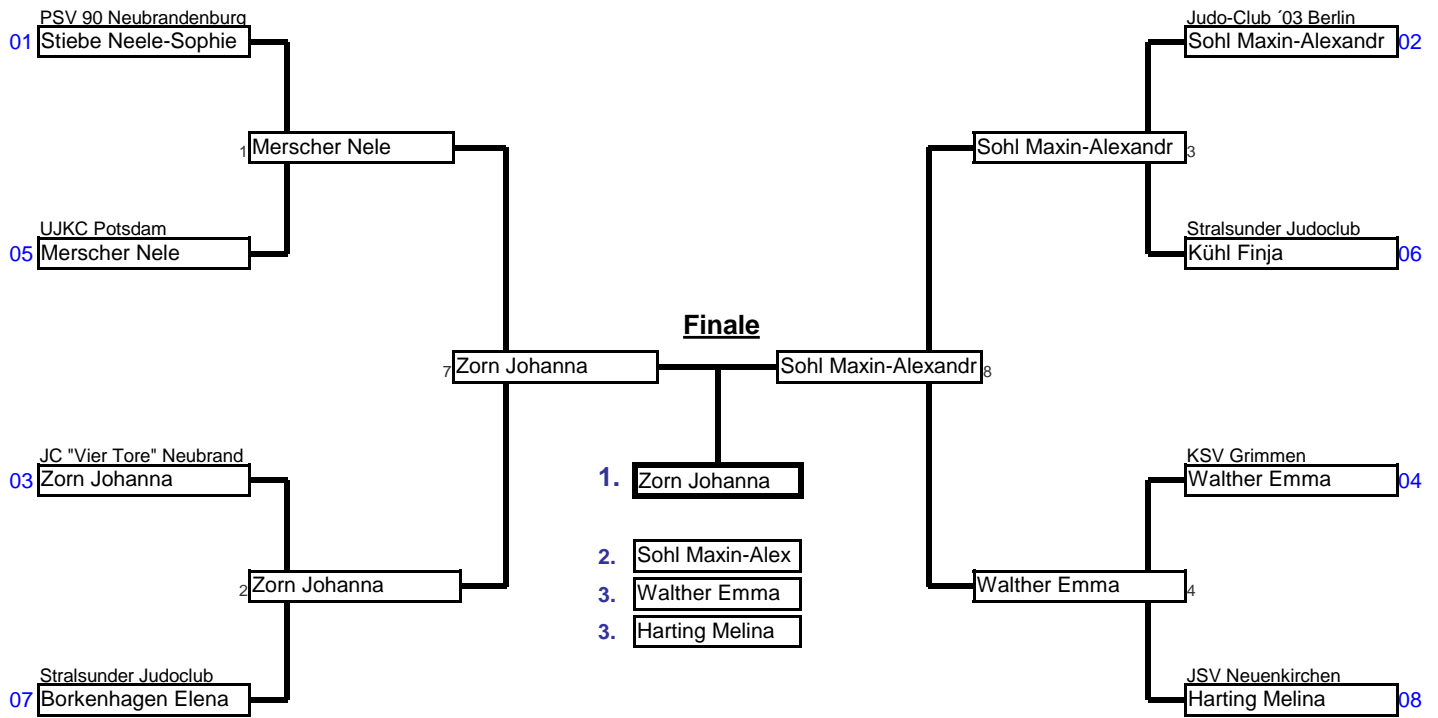 PSV 90 Neubrandenburg
01 Stiebe Neele-Sophie
1 Merscher Nele
UJKC Potsdam
05 Merscher Nele
7 Zorn Johanna
JC "Vier Tore" Neubrand
03 Zorn Johanna
2 Zorn Johanna
Stralsunder Judoclub
07 Borkenhagen Elena
Finale
1. Zorn Johanna
2. Sohl Maxin-Alex
3. Walther Emma
3. Harting Melina
Judo-Club ´03 Berlin
Sohl Maxin-Alexandr 02
Sohl Maxin-Alexandr 3
Stralsunder Judoclub
Kühl Finja 06
Sohl Maxin-Alexandr 8
KSV Grimmen
Walther Emma 04
Walther Emma 4
JSV Neuenkirchen
Harting Melina 08